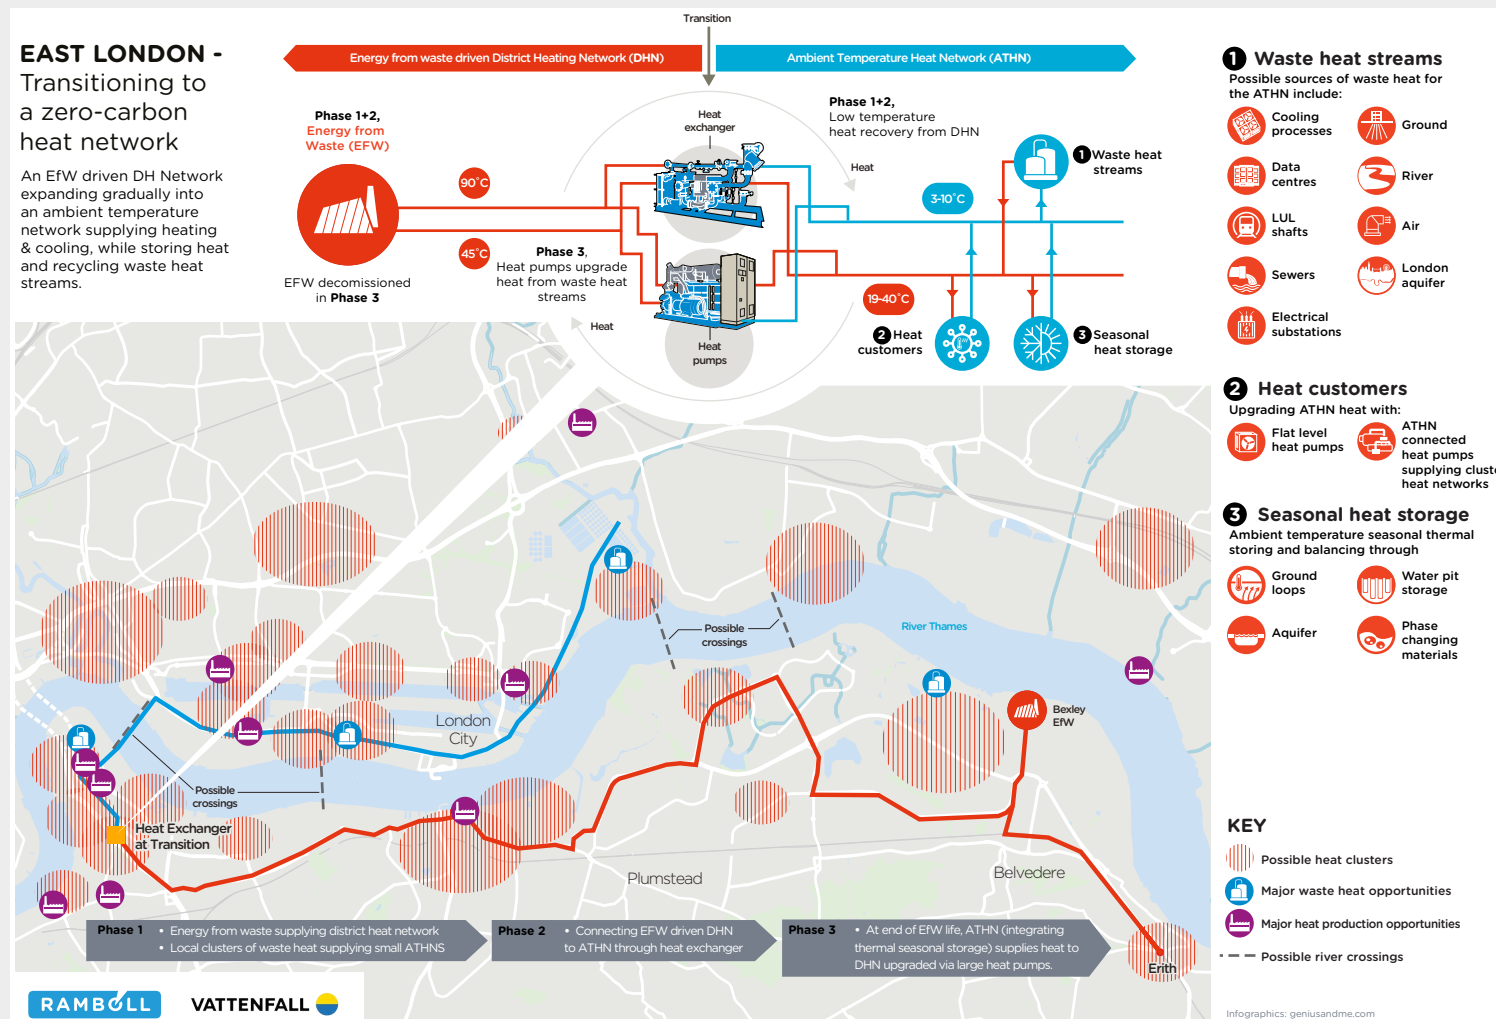 EAST LONDON -
Transitioning to
a zero-carbon
heat network
An EfW driven DH Network
expanding gradually into
an ambient temperature
network supplying heating
& cooling, while storing heat
and recycling waste heat
streams.
Transition
Energy from waste driven District Heating Network (DHN)
Ambient Temperature Heat Network (ATHN)
Phase 1+2,
Energy from
Waste (EFW)
EFW decomissioned
in Phase 3
90°C
45°C
Phase 3,
Heat pumps upgrade
heat from waste heat
streams
Heat
exchanger
Heat
pumps
Heat
Heat
Phase 1+2,
Low temperature
heat recovery from DHN
3-10°C
19-40°C
1 Waste heat
streams
2 Heat
customers
3 Seasonal
heat storage
1 Waste heat streams
Possible sources of waste heat for
the ATHN include:
Cooling
processes
Ground
Data
centres
River
LUL
shafts
Air
Sewers
London
aquifer
Electrical
substations
2 Heat customers
Upgrading ATHN heat with:
Flat level
heat pumps
ATHN
connected
heat pumps
supplying cluste
heat networks
3 Seasonal heat storage
Ambient temperature seasonal thermal
storing and balancing through
Ground
loops
Water pit
storage
Aquifer
Phase
changing
materials
Possible
crossings
River Thames
London
City
Bexley
EfW
Possible
crossings
Heat Exchanger
at Transition
Plumstead
Belvedere
Erith
Phase 1
• Energy from waste supplying district heat network
• Local clusters of waste heat supplying small ATHNS
Phase 2
• Connecting EFW driven DHN
to ATHN through heat exchanger
Phase 3
• At end of EfW life, ATHN (integrating
thermal seasonal storage) supplies heat to
DHN upgraded via large heat pumps.
KEY
Possible heat clusters
Major waste heat opportunities
Major heat production opportunities
Possible river crossings
RAMBOLL
VATTENFALL
Infographics: geniusandme.com